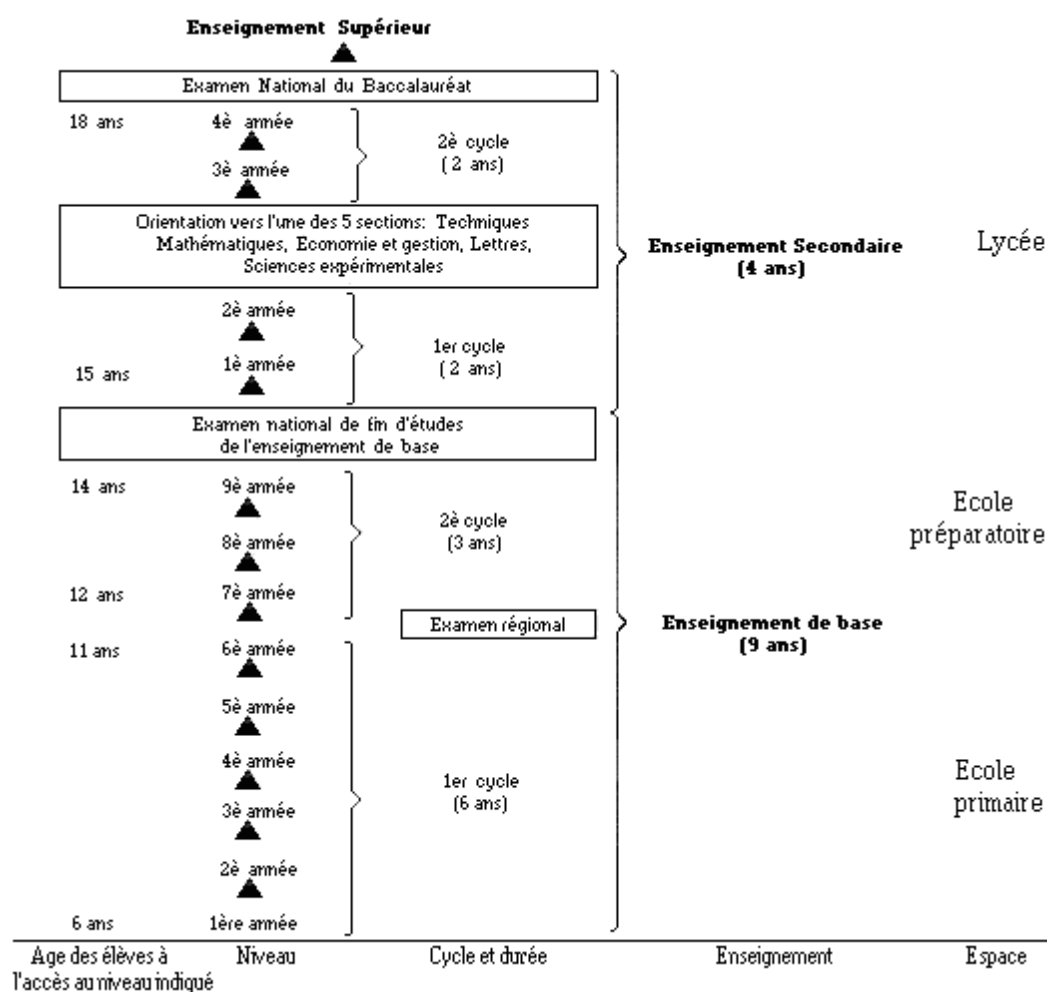 Enseignement Supérieur
Examen National du Baccalauréat
18 ans
4è année
3è année
2è cycle
(2 ans)
Orientation vers l'une des 5 sections: Techniques
Mathématiques, Economie et gestion, Lettres,
Sciences expérimentales
Enseignement Secondaire
(4 ans)
Lycée
2è année
1è année
15 ans
1er cycle
(2 ans)
Examen national de fin d'études
de l'enseignement de base
14 ans
9è année
8è année
12 ans
7è année
2è cycle
(3 ans)
Ecole
préparatoire
Examen régional
Enseignement de base
(9 ans)
11 ans
6è année
5è année
4è année
3è année
2è année
6 ans
1ère année
1er cycle
(6 ans)
Ecole
primaire
Age des élèves à
l'accès au niveau indiqué
Niveau
Cycle et durée
Enseignement
Espace